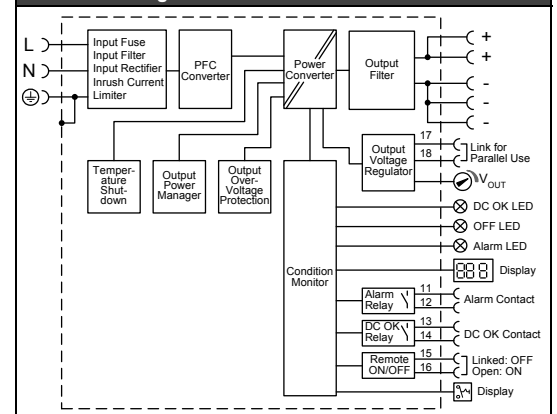 L
N
Input Fuse
Input Filter
Input Rectifier
Inrush Current
Limiter
PFC
Converter
Power
Converter
Output
Filter
+
+
-
-
-
Temper-
ature
Shut-
down
Output
Power
Manager
Output
Over-
Voltage
Protection
Output
Voltage
Regulator
17
18
Link for
Parallel Use
VOUT
Condition
Monitor
DC OK LED
OFF LED
Alarm LED
888
Display
Alarm
Relay
11
12
Alarm Contact
DC OK
Relay
13
14
DC OK Contact
Remote
ON/OFF
15
16
Linked: OFF
Open: ON
Display